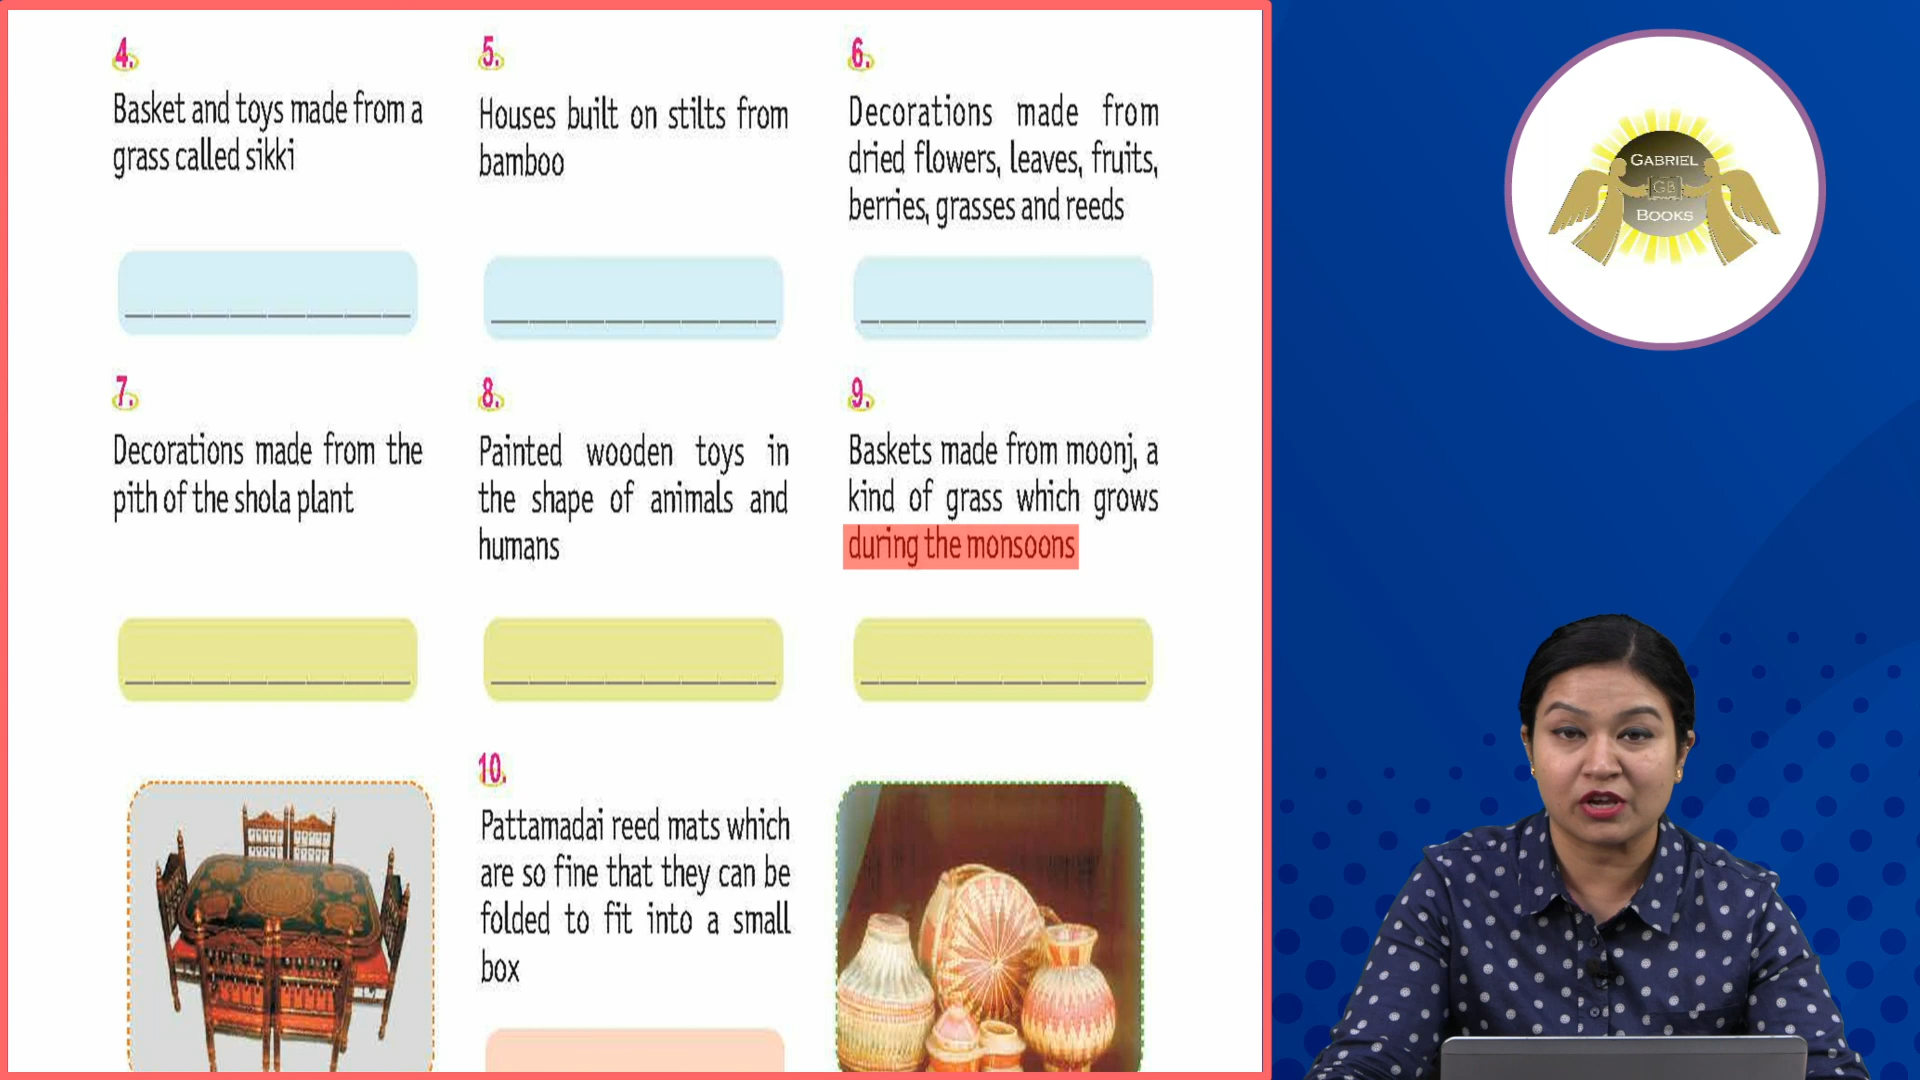 4.
Basket and toys made from a
grass called sikki
5.
Houses built on stilts from
bamboo
6.
Decorations made from
dried flowers, leaves, fruits,
berries, grasses and reeds
7.
Decorations made from the
pith of the shola plant
8.
Painted wooden toys in
the shape of animals and
humans
9.
Baskets made from moonj, a
kind of grass which grows
during the monsoons
10.
Pattamadai reed mats which
are so fine that they can be
folded to fit into a small
box
GABRIEL
GB
BOOKS